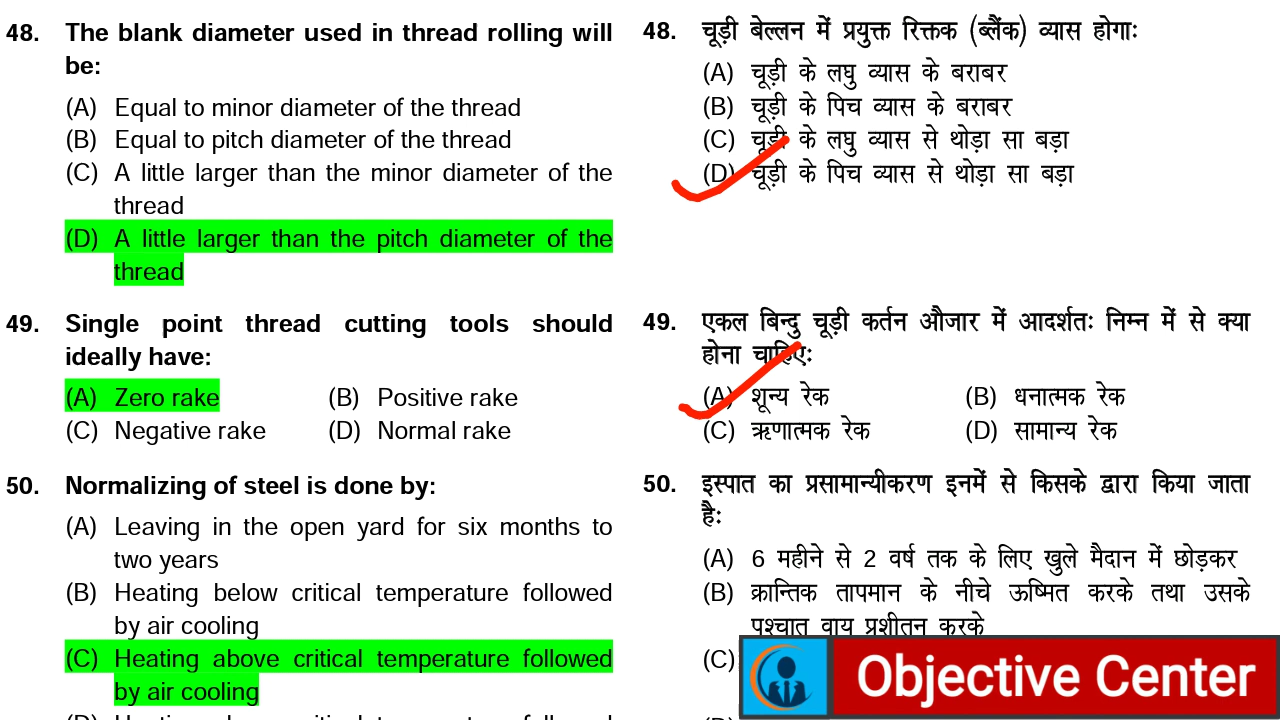 48. The blank diameter used in thread rolling will
be:
(A) Equal to minor diameter of the thread
(B) Equal to pitch diameter of the thread
(C) A little larger than the minor diameter of the
thread
(D) A little larger than the pitch diameter of the
thread
49. Single point thread cutting tools should
ideally have:
(A) Zero rake (B) Positive rake
(C) Negative rake (D) Normal rake
50. Normalizing of steel is done by:
(A) Leaving in the open yard for six months to
two years
(B) Heating below critical temperature followed
by air cooling
(C) Heating above critical temperature followed
by air cooling
48. चूड़ी बेल्लन में प्रयुक्त रिक्तक (ब्लैंक) व्यास होगाः
(A) चूड़ी के लघु व्यास के बराबर
(B) चूड़ी के पिच व्यास के बराबर
(C) चूड़ी के लघु व्यास से थोड़ा सा बड़ा
(D) चूड़ी के पिच व्यास से थोड़ा सा बड़ा
49. एकल बिन्दु चूड़ी कर्तन औजार में आदर्शतः निम्न में से क्या
होना चाहिएः
(A) शून्य रेक (B) धनात्मक रेक
(C) ऋणात्मक रेक (D) सामान्य रेक
50. इस्पात का प्रसामान्यीकरण इनमें से किसके द्वारा किया जाता
हैः
(A) 6 महीने से 2 वर्ष तक के लिए खुले मैदान में छोड़कर
(B) क्रान्तिक तापमान के नीचे ऊष्मित करके तथा उसके
पश्चात वायु प्रशीतन करके
(C)
Objective Center